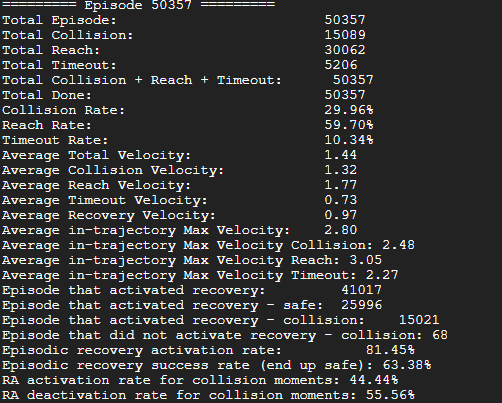 ========= Episode 50357 =========
Total Episode: 50357
Total Collision: 15089
Total Reach: 30062
Total Timeout: 5206
Total Collision + Reach + Timeout: 50357
Total Done: 50357
Collision Rate: 29.96%
Reach Rate: 59.70%
Timeout Rate: 10.34%
Average Total Velocity: 1.44
Average Collision Velocity: 1.32
Average Reach Velocity: 1.77
Average Timeout Velocity: 0.73
Average Recovery Velocity: 0.97
Average in-trajectory Max Velocity: 2.80
Average in-trajectory Max Velocity Collision: 2.48
Average in-trajectory Max Velocity Reach: 3.05
Average in-trajectory Max Velocity Timeout: 2.27
Episode that activated recovery: 41017
Episode that activated recovery - safe: 25996
Episode that activated recovery - collision: 15021
Episode that did not activate recovery - collision: 68
Episodic recovery activation rate: 81.45%
Episodic recovery success rate (end up safe): 63.38%
RA activation rate for collision moments: 44.44%
RA deactivation rate for collision moments: 55.56%